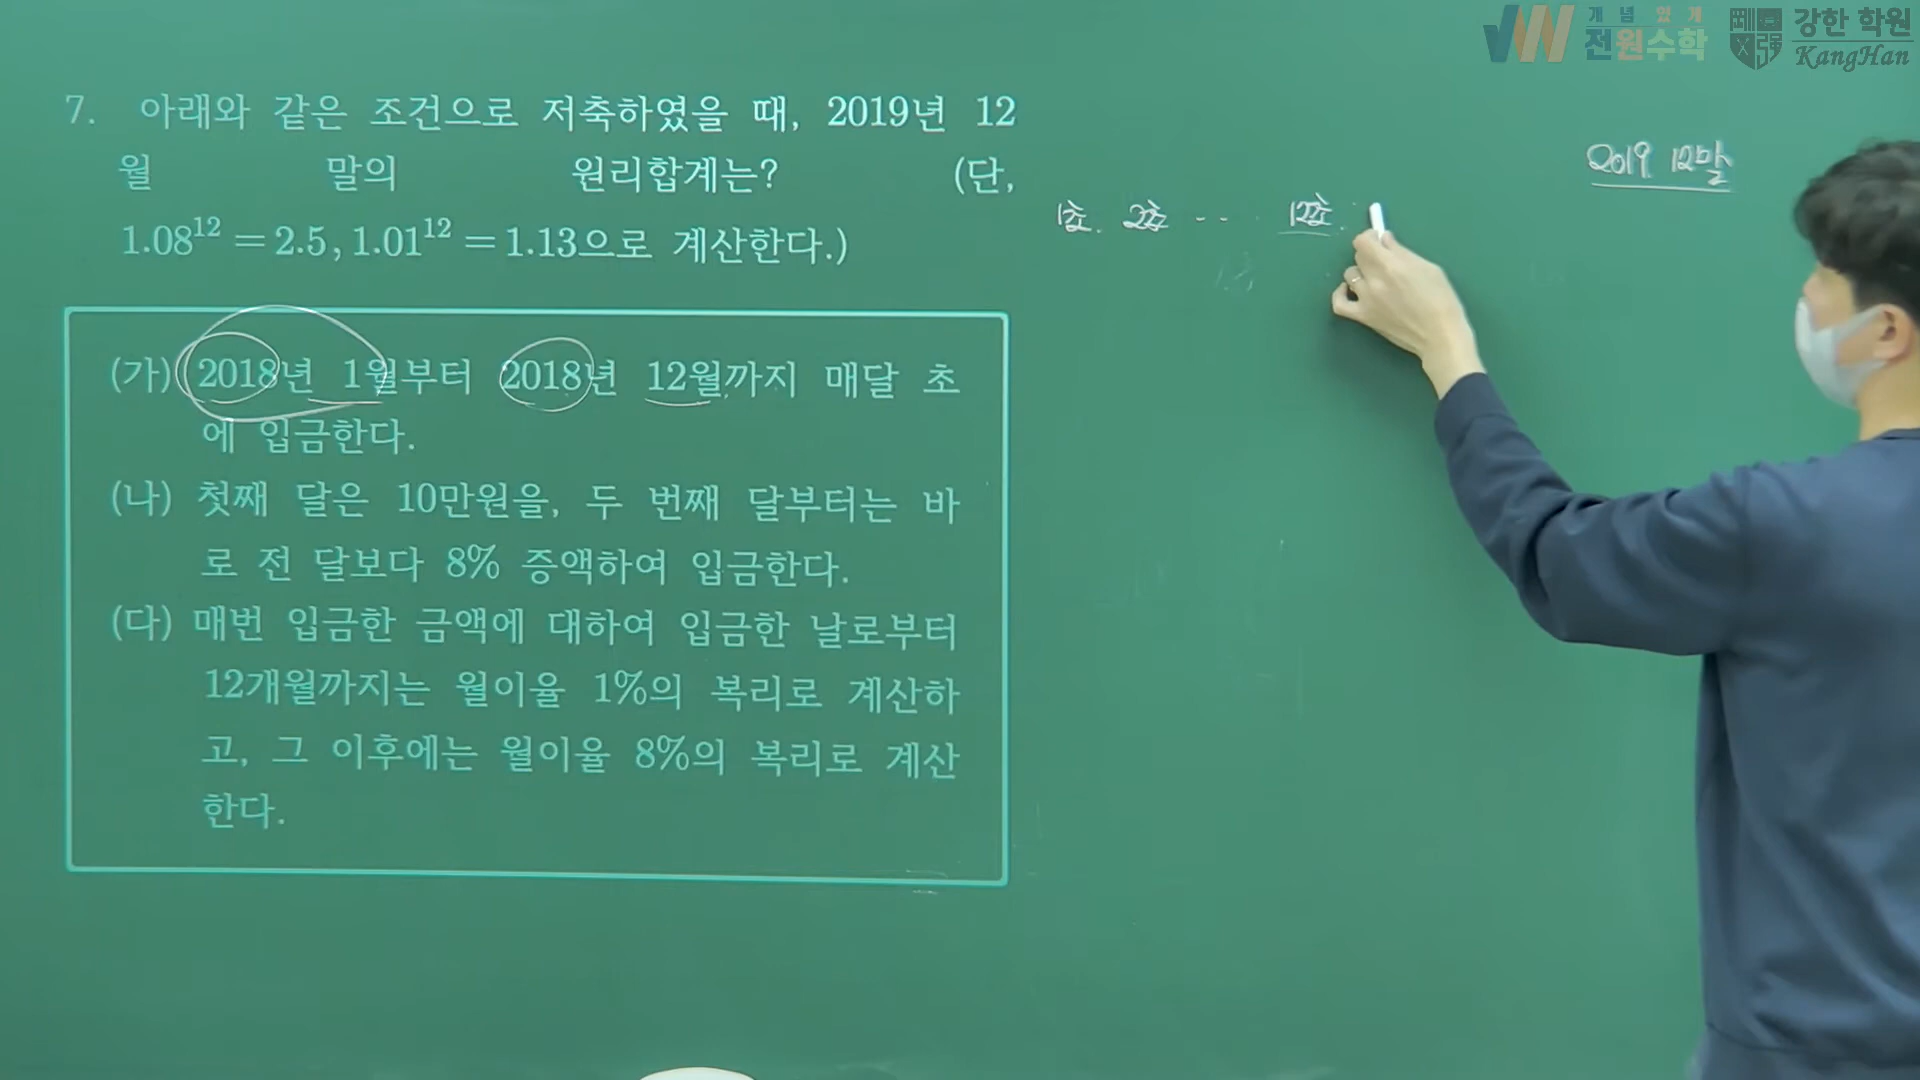 개념있게
전원수학
강한 학원
KangHan
7. 아래와 같은 조건으로 저축하였을 때, 2019년 12
월 말의 원리합계는? (단,
1.08^12 = 2.5, 1.01^12 = 1.13으로 계산한다.)
(가) 2018년 1월부터 2018년 12월까지 매달 초
에 입금한다.
(나) 첫째 달은 10만원을, 두 번째 달부터는 바
로 전 달보다 8% 증액하여 입금한다.
(다) 매번 입금한 금액에 대하여 입금한 날로부터
12개월까지는 월이율 1%의 복리로 계산하
고, 그 이후에는 월이율 8%의 복리로 계산
한다.
2019. 12말
1초. 2초 -- 12초.